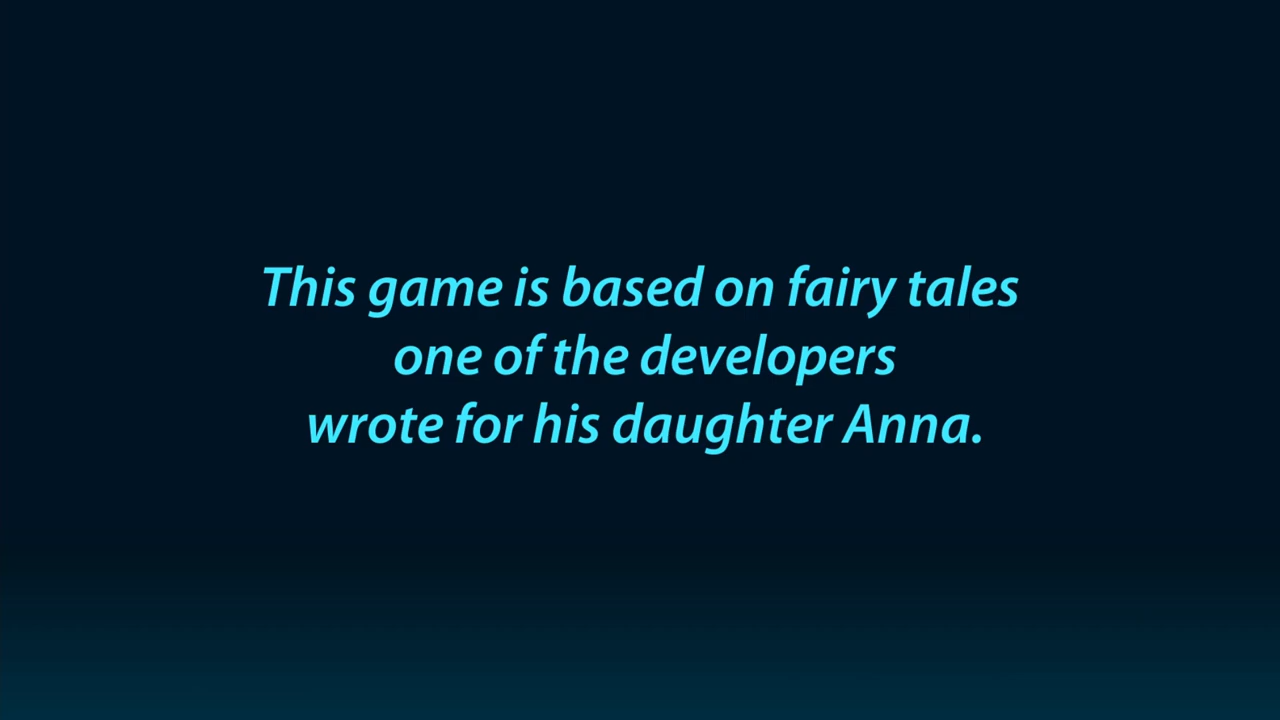 This game is based on fairy tales
one of the developers
wrote for his daughter Anna.